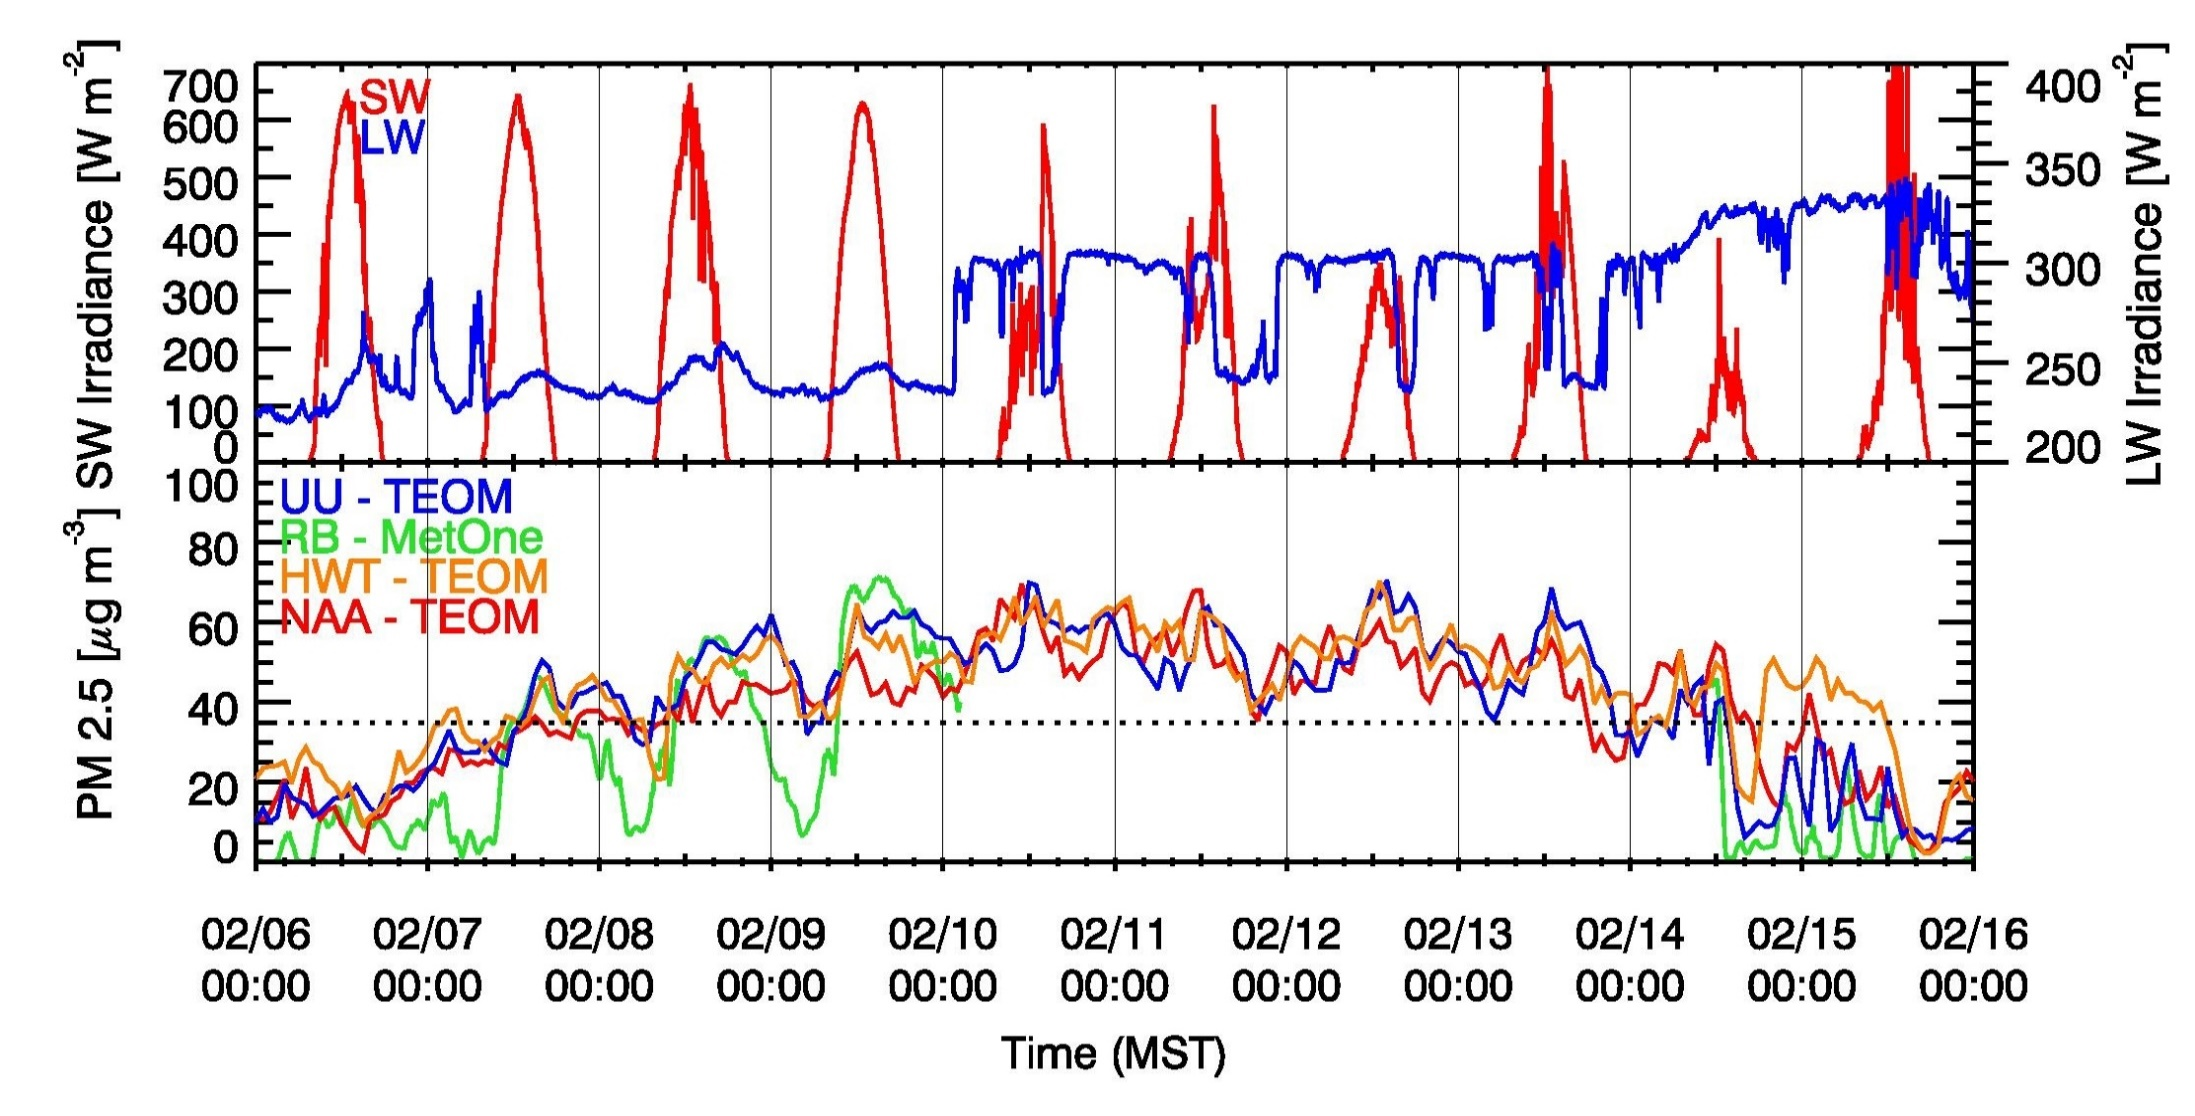 SW Irradiance [W m-2]
700
600
500
400
300
200
100
0
SW
LW
400
350
300
250
200
LW Irradiance [W m-2]
PM 2.5 [μg m-3]
100
80
60
40
20
0
UU - TEOM
RB - MetOne
HWT - TEOM
NAA - TEOM
02/06 02/07 02/08 02/09 02/10 02/11 02/12 02/13 02/14 02/15 02/16
00:00 00:00 00:00 00:00 00:00 00:00 00:00 00:00 00:00 00:00 00:00
Time (MST)